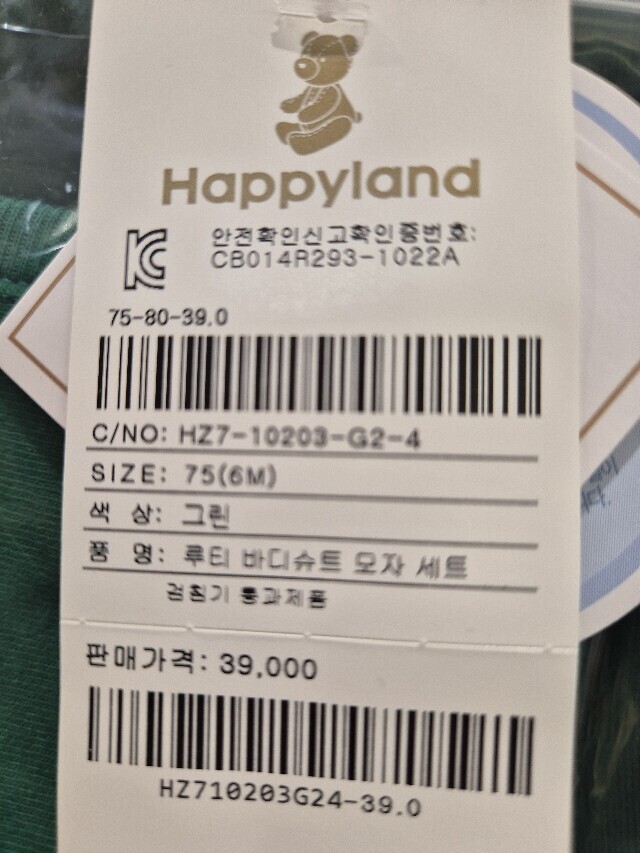 Happyland
안전확인신고확인증번호:
CB014R293-1022A
75-80-39.0
C/NO: HZ7-10203-G2-4
SIZE: 75(6M)
색 상: 그린
품 명: 루티 바디슈트 모자 세트
검침기 통과제품
판매가격: 39,000
HZ710203G24-39.0